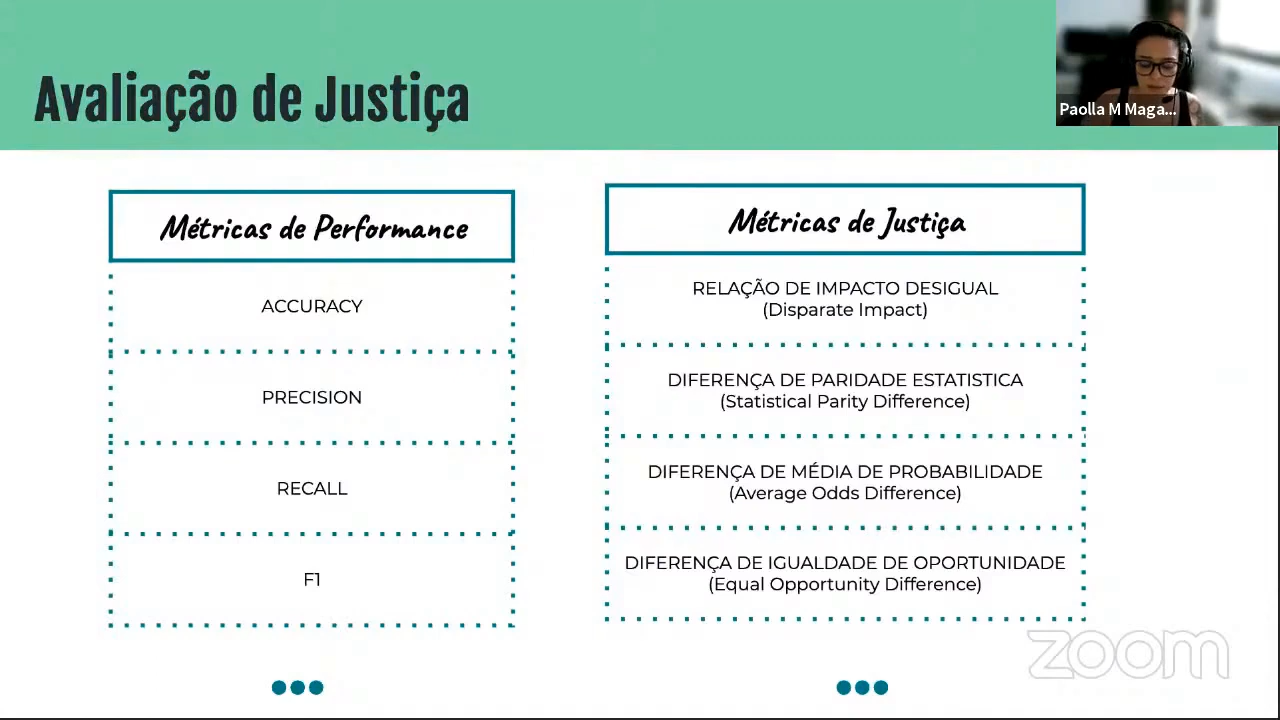 Avaliação de Justiça
Paolla M Maga...
Métricas de Performance
ACCURACY
PRECISION
RECALL
F1
Métricas de Justiça
RELAÇÃO DE IMPACTO DESIGUAL
(Disparate Impact)
DIFERENÇA DE PARIDADE ESTATISTICA
(Statistical Parity Difference)
DIFERENÇA DE MÉDIA DE PROBABILIDADE
(Average Odds Difference)
DIFERENÇA DE IGUALDADE DE OPORTUNIDADE
(Equal Opportunity Difference)
zoom